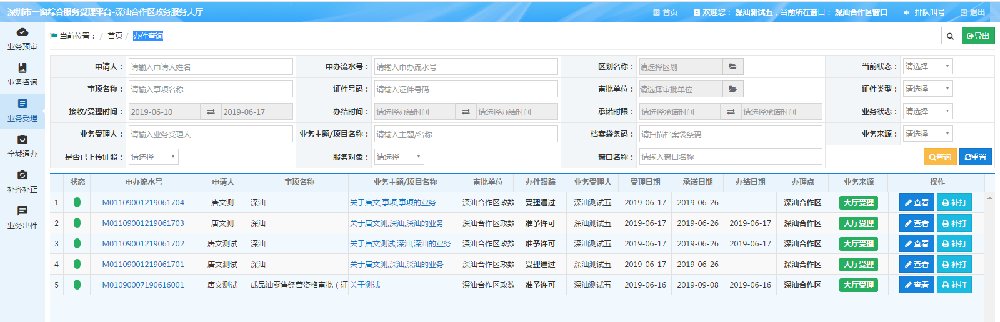 深圳市一窗综合服务受理平台-深汕合作区政务服务大厅 首页 欢迎您： 深汕测试五，当前所在窗口： 深汕合作区窗口 排队叫号 退出
业务预审
业务咨询
业务受理
全城通办
补齐补正
业务出件
当前位置： / 首页 / 办件查询 导出
申请人： 请输入申请人姓名 申办流水号： 请输入申办流水号 区划名称： 请选择区划 当前状态： 请选择
事项名称： 请输入事项名称 证件号码： 请输入证件号码 审批单位： 请选择审批单位 证件类型： 请选择
接收/受理时间： 2019-06-10 2019-06-17 办结时间： 请选择办结时间 请选择办结时间 承诺时限： 请选择承诺时间 请选择承诺时间 业务状态： 请选择
业务受理人： 请输入业务受理人 业务主题/项目名称： 请输入主题/名称 档案袋条码： 请扫描档案袋条码 业务来源： 请选择
是否已上传证照： 请选择 服务对象： 请选择 窗口名称： 请输入窗口名称 查询 重置
状态 申办流水号 申请人 事项名称 业务主题/项目名称 审批单位 办件跟踪 业务受理人 受理日期 承诺日期 办结日期 办理点 业务来源 操作
1 M01109001219061704 唐文测 深汕 关于唐文,事项,事项的业务 深汕合作区政数 受理通过 深汕测试五 2019-06-17 2019-06-26 深汕合作区 大厅受理 查看 补打
2 M01109001219061703 唐文测 深汕 关于唐文测,深汕,深汕的业务 深汕合作区政数 准予许可 深汕测试五 2019-06-17 2019-06-26 2019-06-17 深汕合作区 大厅受理 查看 补打
3 M01109001219061702 唐文测试 深汕 关于唐文测试,深汕,深汕的业务 深汕合作区政数 准予许可 深汕测试五 2019-06-17 2019-06-26 2019-06-17 深汕合作区 大厅受理 查看 补打
4 M01109001219061701 唐文测试 深汕 关于唐文测,深汕,深汕的业务 深汕合作区政数 受理通过 深汕测试五 2019-06-17 2019-06-26 深汕合作区 大厅受理 查看 补打
5 M01090007190616001 唐文测试 成品油零售经营资格审批（证 关于测试 深汕合作区政数 准予许可 深汕测试五 2019-06-16 2019-09-08 2019-06-16 深汕合作区 大厅受理 查看 补打